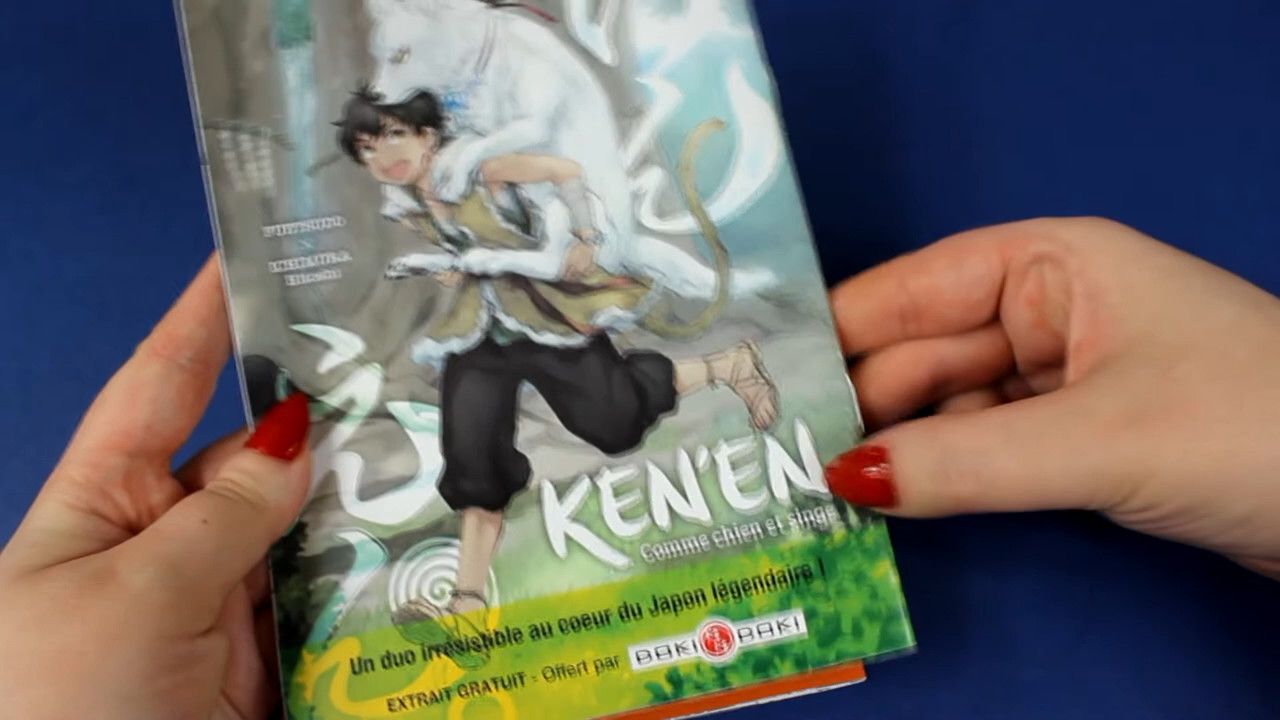 KEN'EN
Comme chien et singe
Un duo irrésistible au coeur du Japon légendaire !
EXTRAIT GRATUIT - Offert par
DOKI DOKI